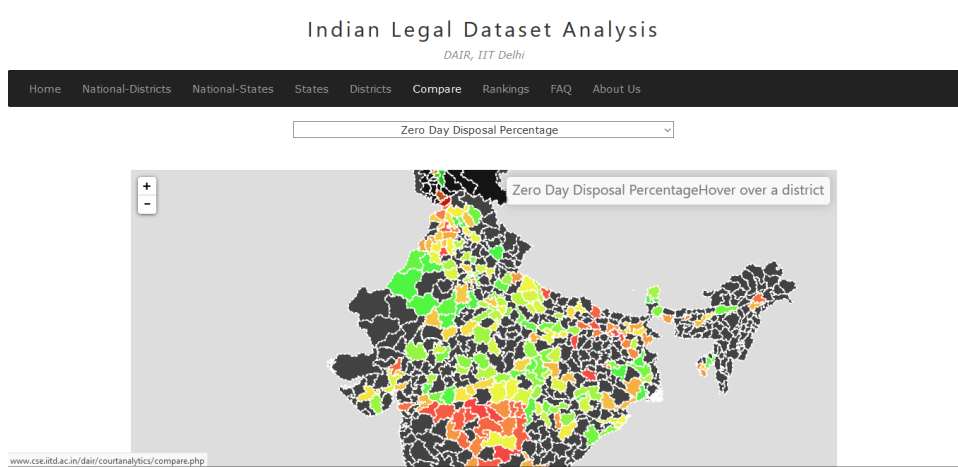 Indian Legal Dataset Analysis
DAIR, IIT Delhi
Home National-Districts National-States States Districts Compare Rankings FAQ About Us
Zero Day Disposal Percentage
+
Zero Day Disposal PercentageHover over a district
−
www.cse.iitd.ac.in/dair/courtanalytics/compare.php